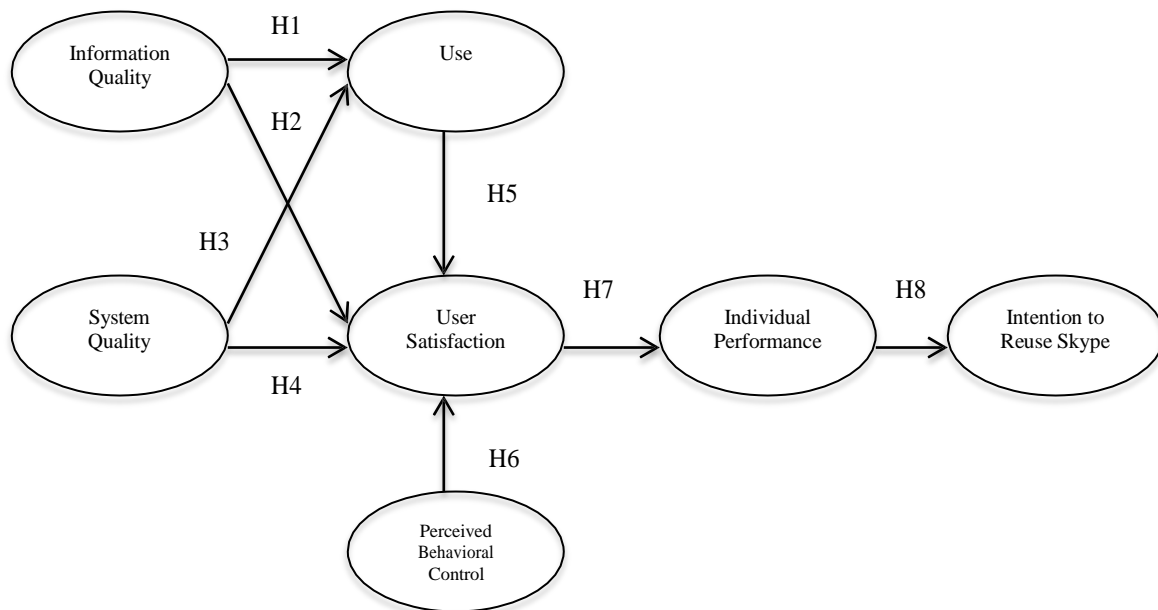 H1
Information
Quality
Use
H2
H5
H3
System
Quality
User
Satisfaction
H7
Individual
Performance
H8
Intention to
Reuse Skype
H4
H6
Perceived
Behavioral
Control